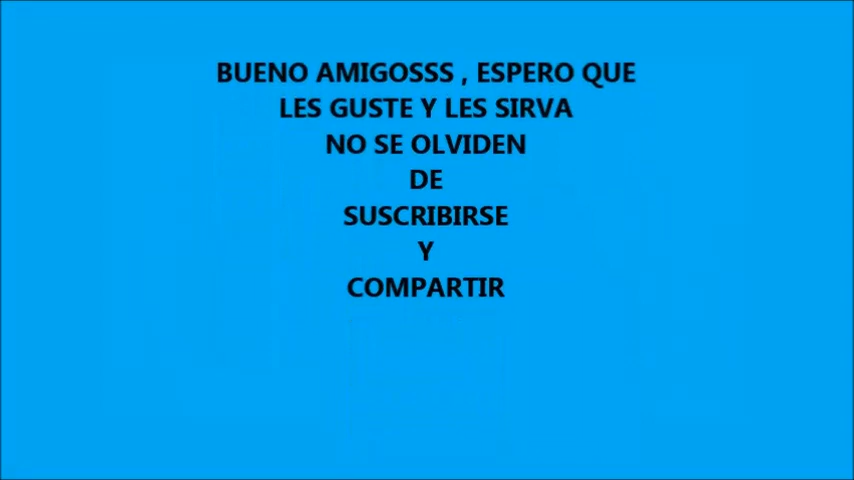 BUENO AMIGOSSS , ESPERO QUE
LES GUSTE Y LES SIRVA
NO SE OLVIDEN
DE
SUSCRIBIRSE
Y
COMPARTIR